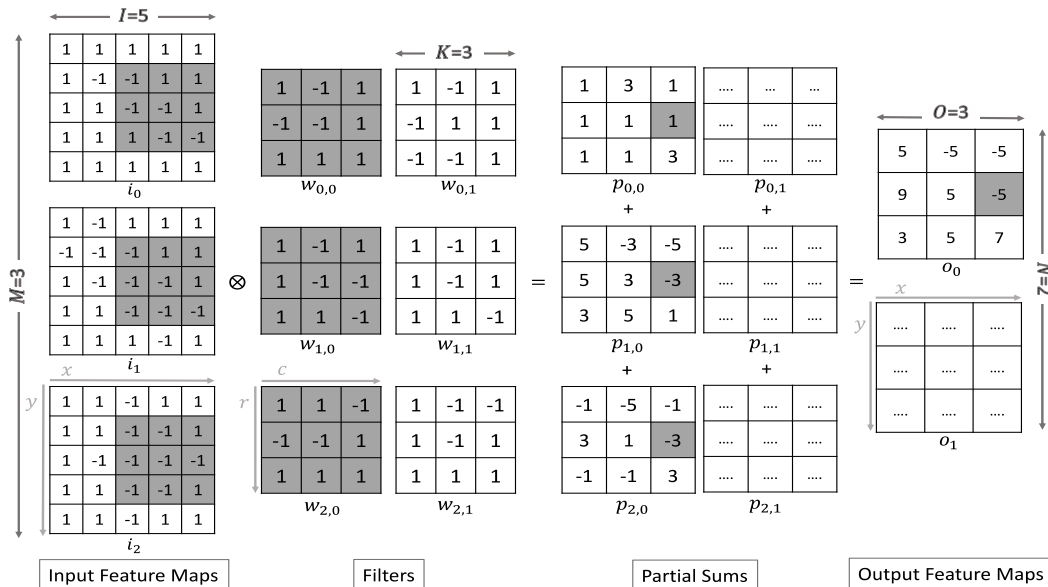 I=5
M=3
1 1 1 1 1
1 -1 -1 1 1
1 1 -1 -1 1
1 1 1 -1 -1
1 1 1 1 1
i0
1 -1 1 1 1
-1 -1 -1 1 1
1 -1 -1 -1 1
1 1 -1 -1 -1
1 1 1 -1 1
i1
x
y
1 1 -1 1 1
1 1 -1 -1 1
1 -1 -1 -1 -1
1 1 -1 -1 1
1 1 -1 1 1
i2
Input Feature Maps
⊗
K=3
1 -1 1
-1 -1 1
1 1 1
w0,0
1 -1 1
-1 1 1
-1 -1 1
w0,1
1 -1 1
1 -1 -1
1 1 -1
w1,0
1 -1 1
1 -1 1
1 1 -1
w1,1
c
r
1 1 -1
-1 -1 1
1 1 1
w2,0
1 -1 -1
1 -1 1
1 1 1
w2,1
Filters
=
1 3 1
1 1 1
1 1 3
p0,0
+
.... ... ...
.... .... ....
.... .... ....
p0,1
+
5 -3 -5
5 3 -3
3 5 1
p1,0
+
.... .... ....
.... .... ....
.... .... ....
p1,1
+
-1 -5 -1
3 1 -3
-1 -1 3
p2,0
.... .... ....
.... .... ....
.... .... ....
p2,1
Partial Sums
=
O=3
5 -5 -5
9 5 -5
3 5 7
o0
N=2
x
y
.... .... ....
.... .... ....
.... .... ....
o1
Output Feature Maps